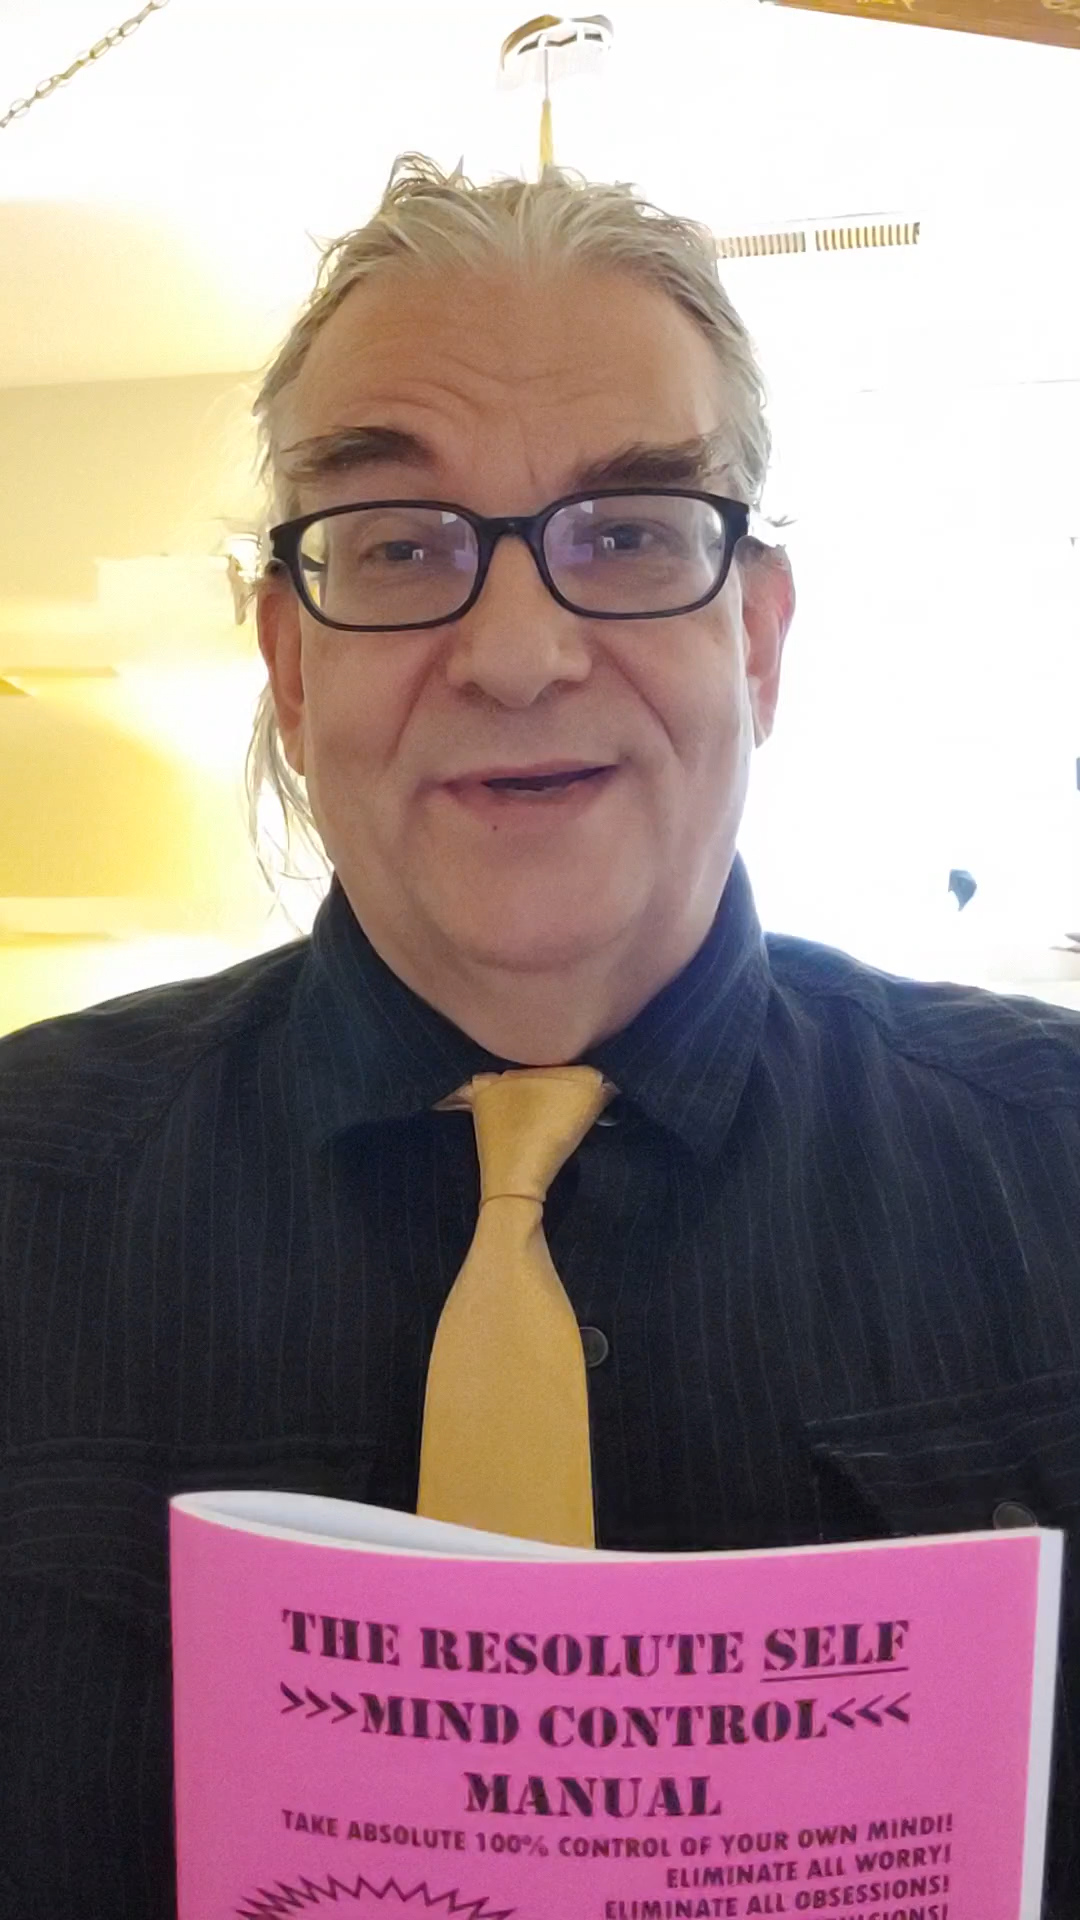 THE RESOLUTE SELF
>>>MIND CONTROL<<<
MANUAL
TAKE ABSOLUTE 100% CONTROL OF YOUR OWN MIND!!
ELIMINATE ALL WORRY!
ELIMINATE ALL OBSESSIONS!